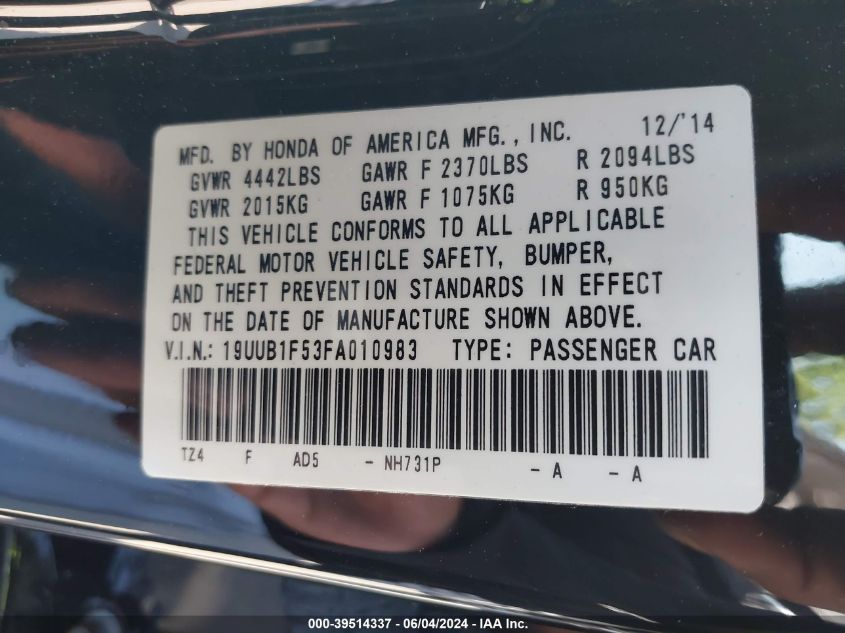 MFD. BY HONDA OF AMERICA MFG., INC. 12/'14
GVWR 4442LBS GAWR F 2370LBS R 2094LBS
GVWR 2015KG GAWR F 1075KG R 950KG
THIS VEHICLE CONFORMS TO ALL APPLICABLE
FEDERAL MOTOR VEHICLE SAFETY, BUMPER,
AND THEFT PREVENTION STANDARDS IN EFFECT
ON THE DATE OF MANUFACTURE SHOWN ABOVE.
V.I.N.: 19UUB1F53FA010983 TYPE: PASSENGER CAR
TZ4 F AD5 - NH731P - A - A
000-39514337 - 06/04/2024 - IAA Inc.